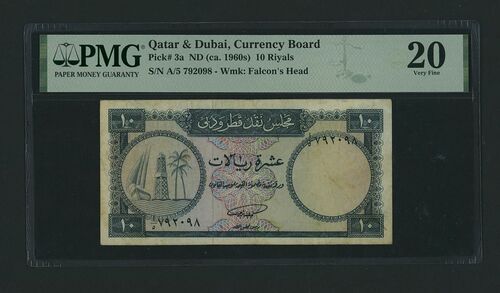 PMG
PAPER MONEY GUARANTY
Qatar & Dubai, Currency Board
Pick# 3a ND (ca. 1960s) 10 Riyals
S/N A/5 792098 - Wmk: Falcon's Head
20
Very Fine
١٠ مجلس نقد قطر ودبي ١٠
٧٩٢٠٩٨
عشرة ريالات
٧٩٢٠٩٨
١٠ ١٠